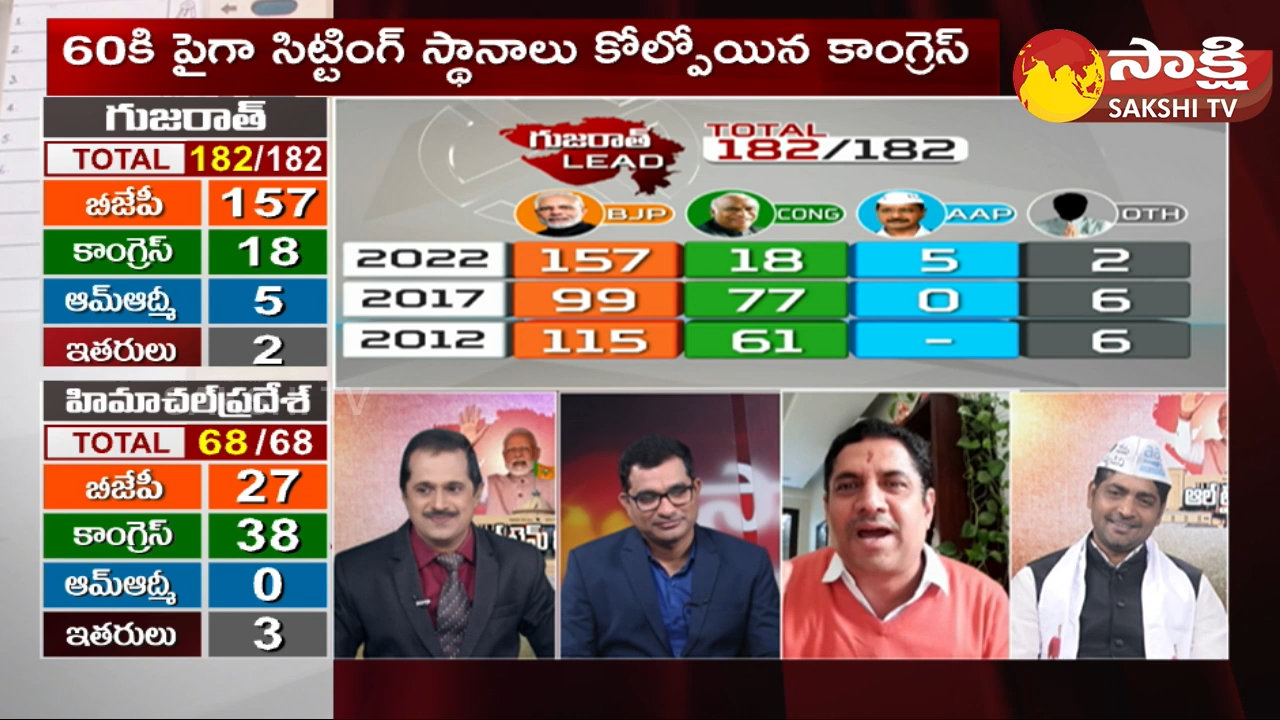 60కి పైగా సిట్టింగ్ స్థానాలు కోల్పోయిన కాంగ్రెస్
సాక్షి
SAKSHI TV
గుజరాత్
TOTAL 182/182
బీజేపీ 157
కాంగ్రెస్ 18
ఆమ్ఆద్మీ 5
ఇతరులు 2
హిమాచల్‌ప్రదేశ్
TOTAL 68/68
బీజేపీ 27
కాంగ్రెస్ 38
ఆమ్ఆద్మీ 0
ఇతరులు 3
గుజరాత్
LEAD
TOTAL
182/182
BJP CONG AAP OTH
2022 157 18 5 2
2017 99 77 0 6
2012 115 61 - 6